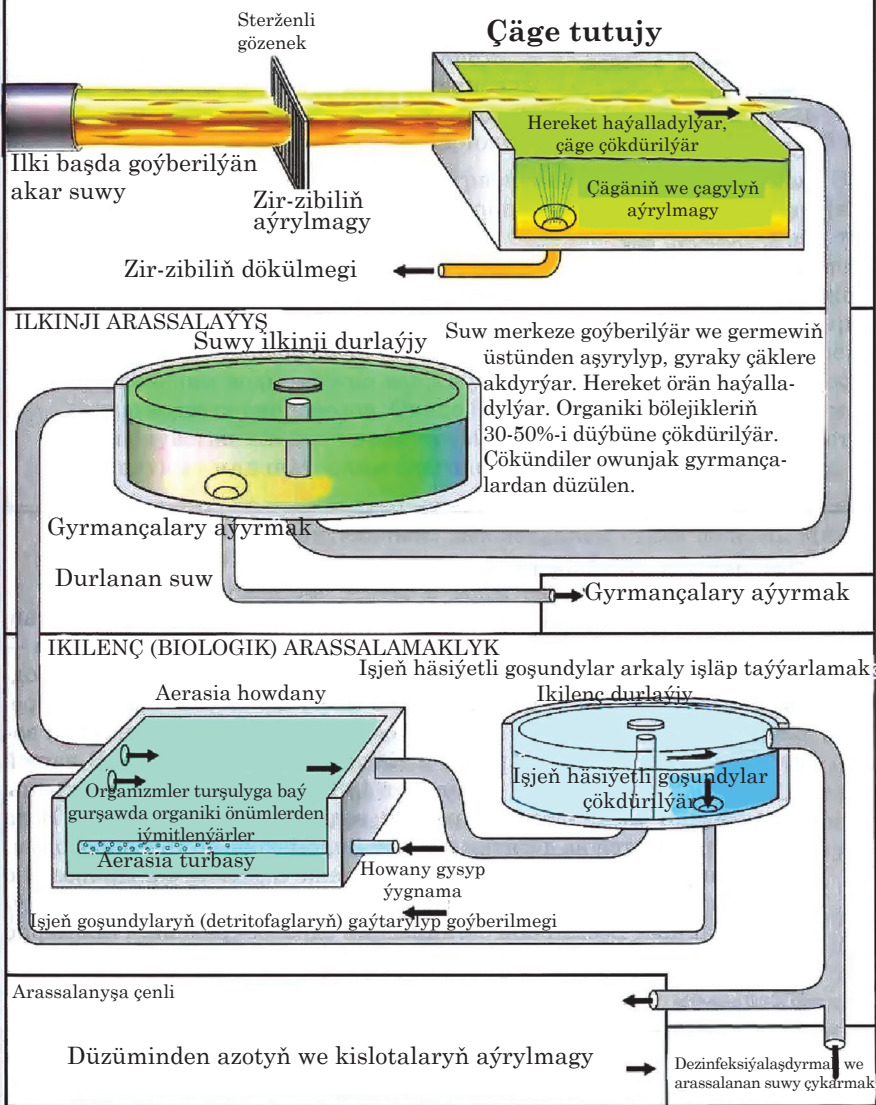 Sterženli
gözenek
Çäge tutujy
Hereket haýalladylýar,
çäge çökdürilýär
Ilki başda goýberilýän
akar suwy
Zir-zibiliň
aýrylmagy
Çägäniň we çagylyň
aýrylmagy
Zir-zibiliň dökülmegi
ILKINJI ARASSALAÝYŞ
Suwy ilkinji durlaýjy
Suw merkeze goýberilýär we germewiň
üstünden aşyrylyp, gyraky çäklere
akdyrýar. Hereket örän haýalla-
dylýar. Organiki bölejikleriň
30-50%-i düýbüne çökdürilýär.
Çökündiler owunjak gyrmança-
lardan düzülen.
Gyrmançalary aýyrmak
Durlanan suw
Gyrmançalary aýyrmak
IKILENÇ (BIOLOGIK) ARASSALAMAKLYK
Işjeň häsiýetli goşundylar arkaly işläp taýýarlamak
Aerasia howdany
Ikilenç durlaýjy
Işjeň häsiýetli goşundylar
çökdürilýär
Organizmler turşulyga baý
gurşawda organiki önümlerden
iýmitlenýärler
Aerasia turbasy
Howany gysyp
ýygnama
Işjeň goşundylaryň (detritofaglaryň) gaýtarylyp goýberilmegi
Arassalanyşa çenli
Düzüminden azotyň we kislotalaryň aýrylmagy
Dezinfeksiýalaşdyrmak we
arassalanan suwy çykarmak